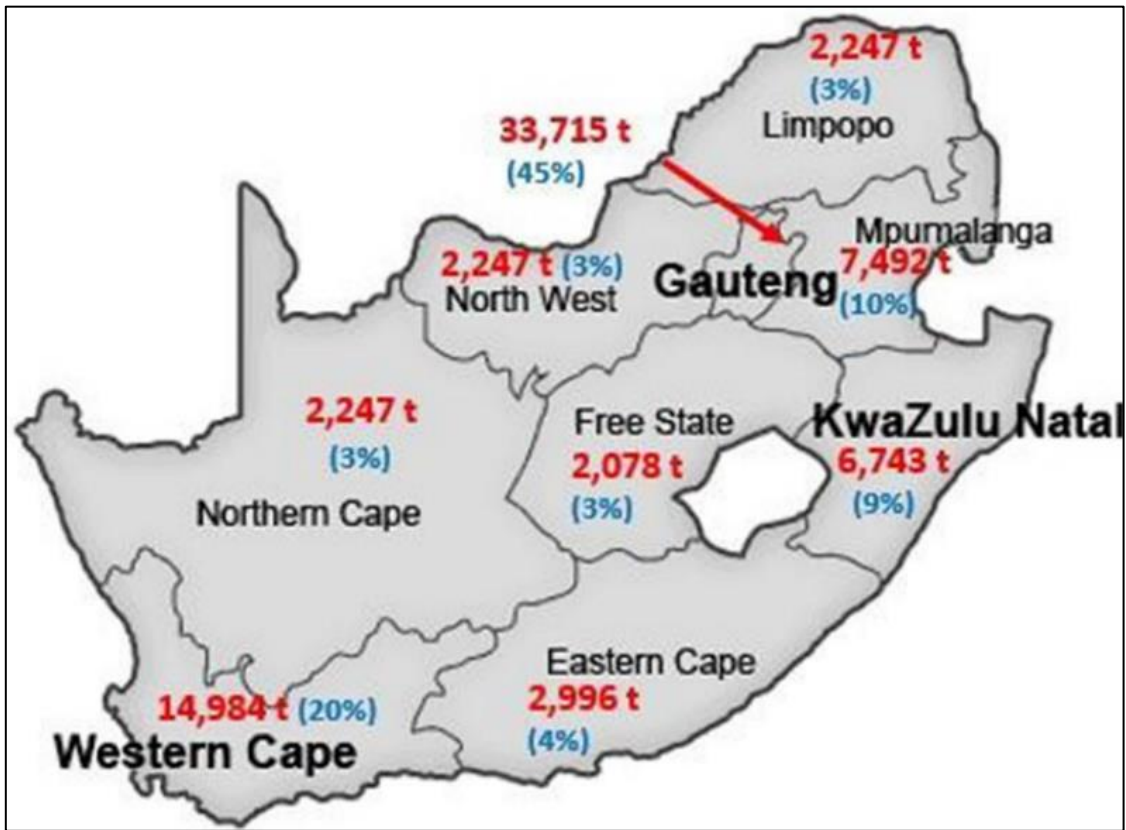 2,247 t
(3%)
Limpopo
33,715 t
(45%)
Mpumalanga
7,492 t
(10%)
2,247 t (3%)
North West
Gauteng
2,247 t
(3%)
Northern Cape
Free State
2,078 t
(3%)
KwaZulu Natal
6,743 t
(9%)
Eastern Cape
2,996 t
(4%)
14,984 t (20%)
Western Cape